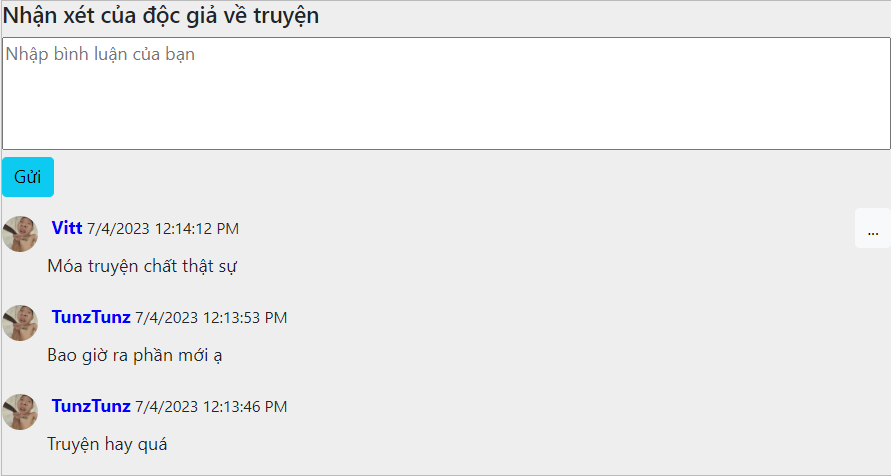 Nhận xét của độc giả về truyện
Nhập bình luận của bạn
Gửi
Vitt 7/4/2023 12:14:12 PM
...
Móa truyện chất thật sự
TunzTunz 7/4/2023 12:13:53 PM
Bao giờ ra phần mới ạ
TunzTunz 7/4/2023 12:13:46 PM
Truyện hay quá